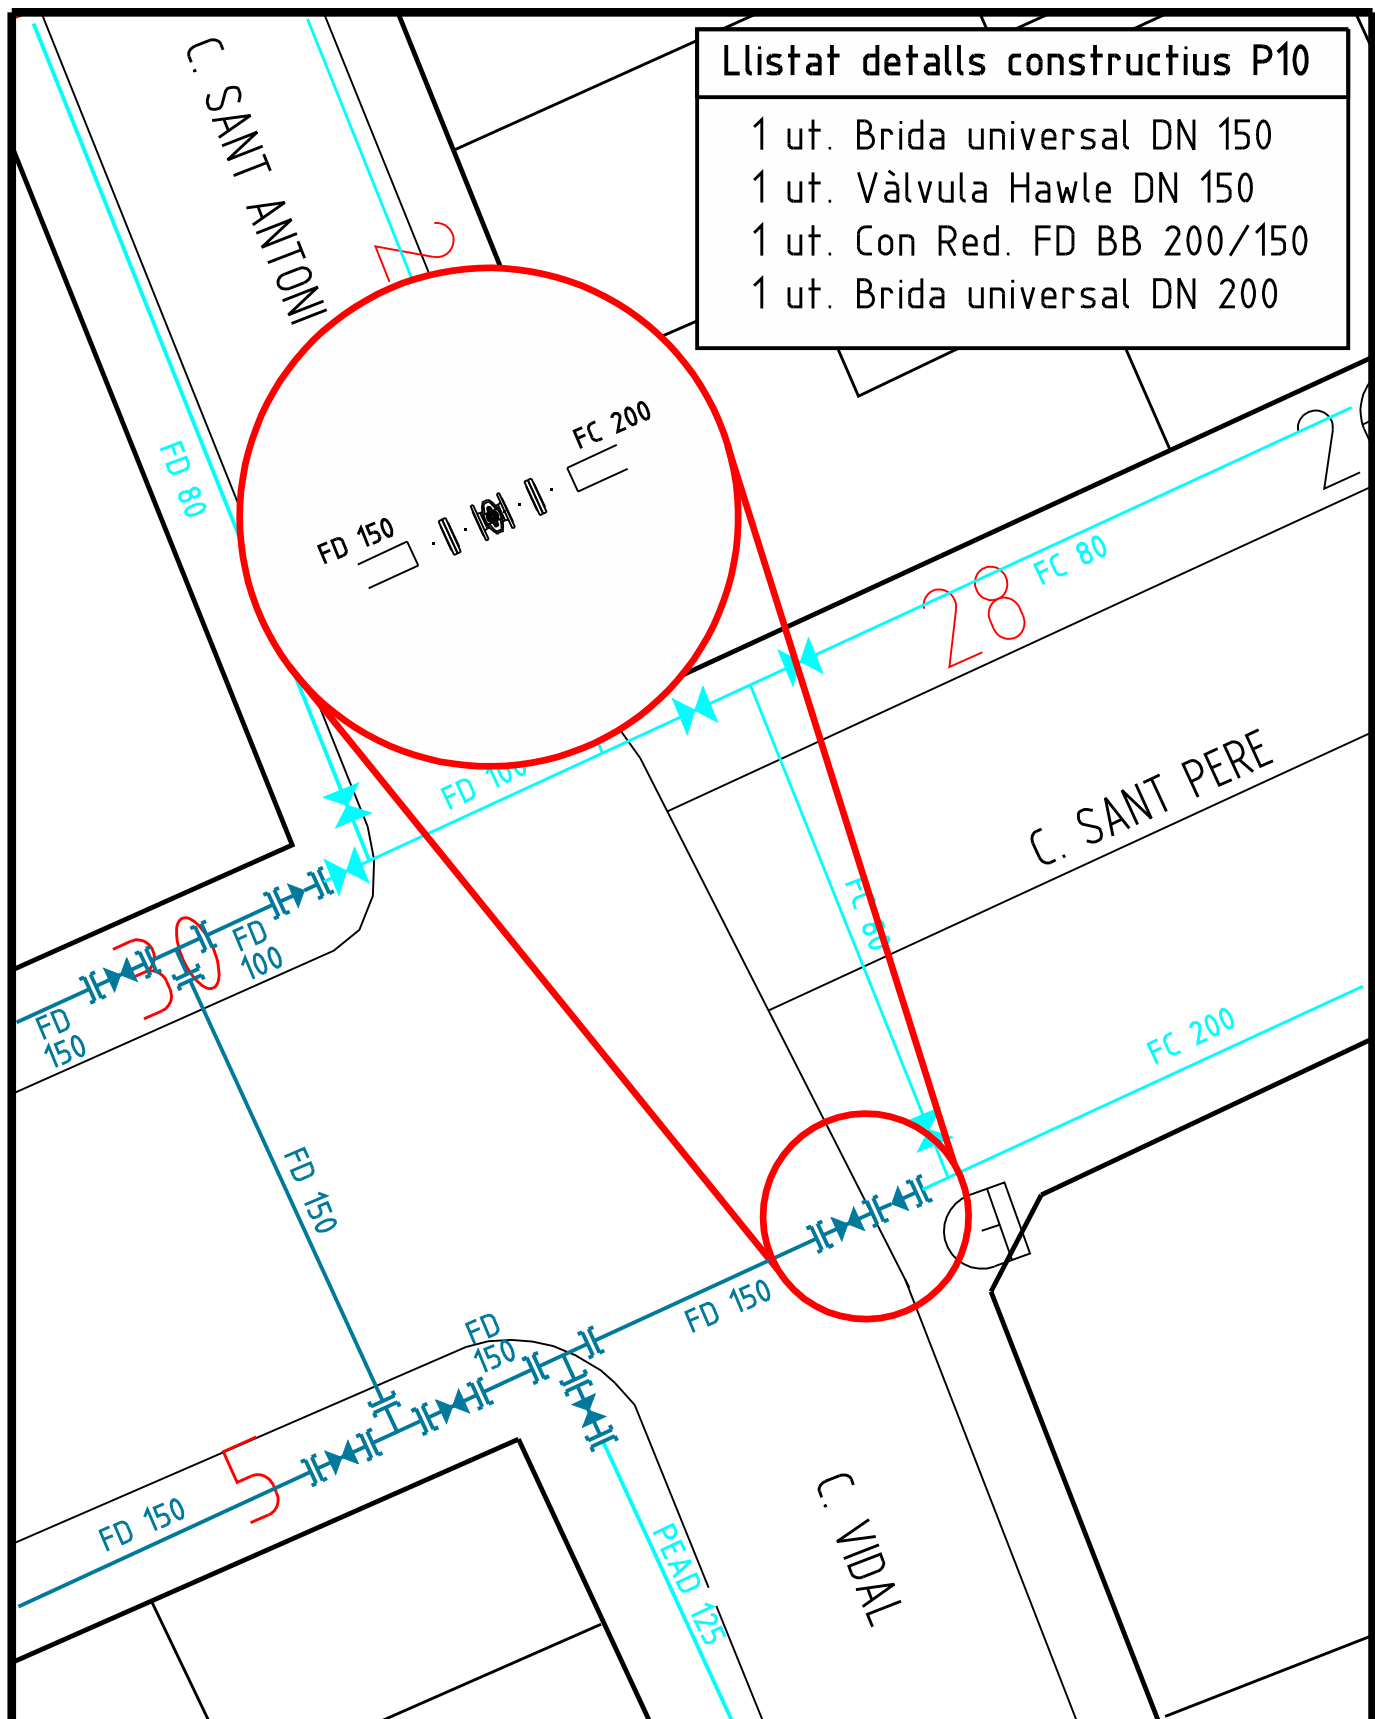 Llistat detalls constructius P10
1 ut. Brida universal DN 150
1 ut. Vàlvula Hawle DN 150
1 ut. Con Red. FD BB 200/150
1 ut. Brida universal DN 200
C. SANT ANTONI
2
FD 80
FC 200
FD 150
28
FC 80
FD 100
C. SANT PERE
FC 80
30
FD
100
FD
150
FC 200
FD 150
FD 150
FD
150
5
FD 150
PEAD 125
C. VIDAL